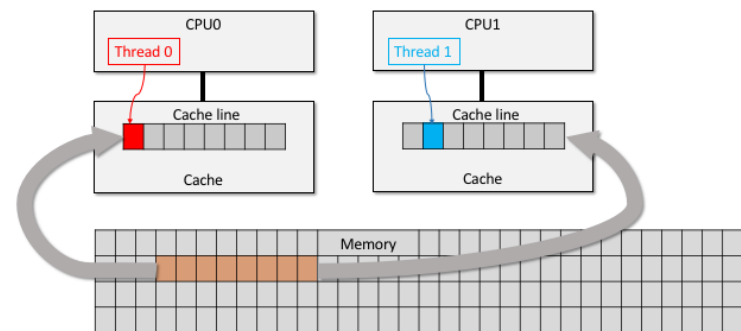 CPU0
CPU1
Thread 0
Thread 1
Cache line
Cache line
Cache
Cache
Memory